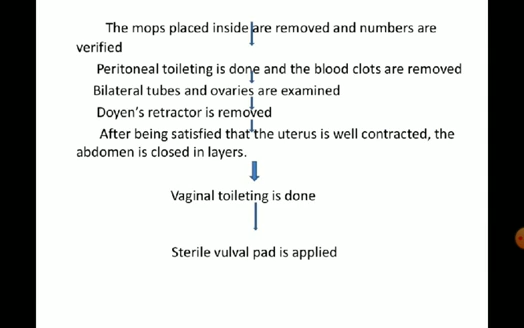 The mops placed inside are removed and numbers are
verified
Peritoneal toileting is done and the blood clots are removed
Bilateral tubes and ovaries are examined
Doyen's retractor is removed
After being satisfied that the uterus is well contracted, the
abdomen is closed in layers.
Vaginal toileting is done
Sterile vulval pad is applied